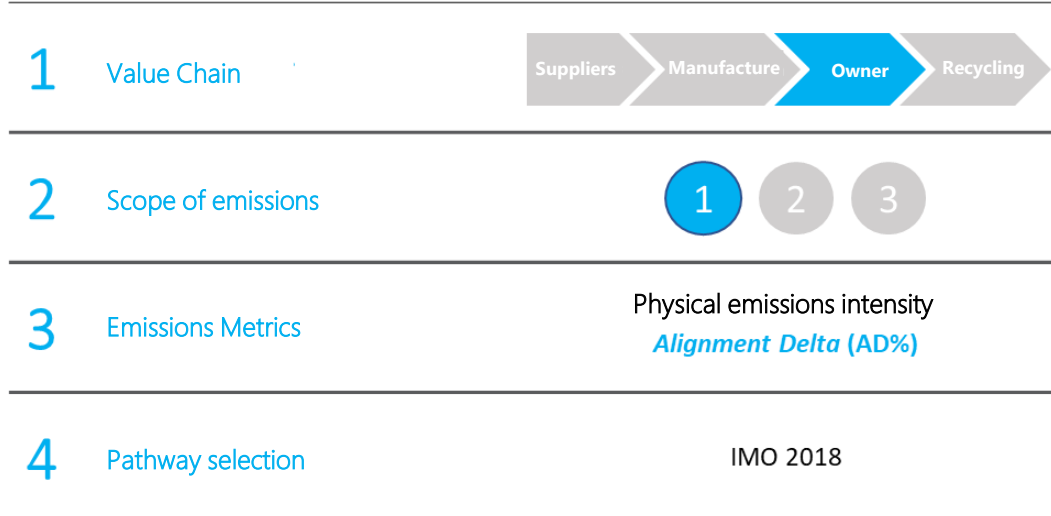 1 Value Chain Suppliers Manufacture Owner Recycling
2 Scope of emissions 1 2 3
Physical emissions intensity
3 Emissions Metrics
Alignment Delta (AD%)
4 Pathway selection IMO 2018